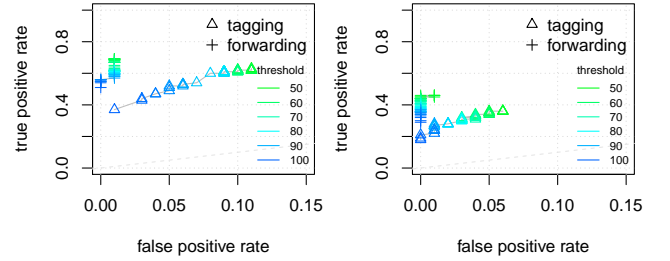 true positive rate
0.0
0.4
0.8
tagging
forwarding
threshold
50
60
70
80
90
100
0.00
0.05
0.10
0.15
false positive rate
true positive rate
0.0
0.4
0.8
tagging
forwarding
threshold
50
60
70
80
90
100
0.00
0.05
0.10
0.15
false positive rate